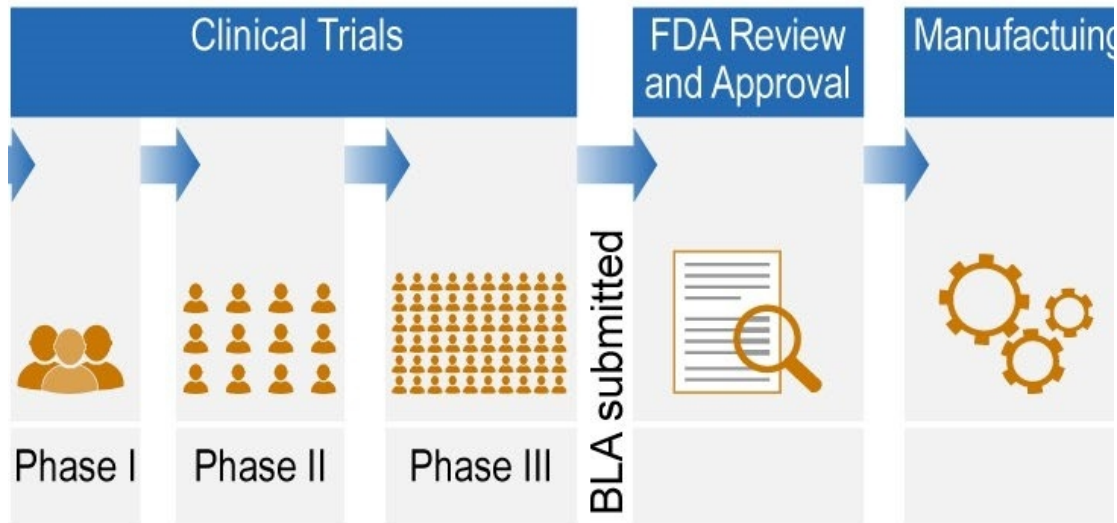 Clinical Trials
FDA Review
and Approval
Manufactuing
Phase I
Phase II
Phase III
BLA submitted